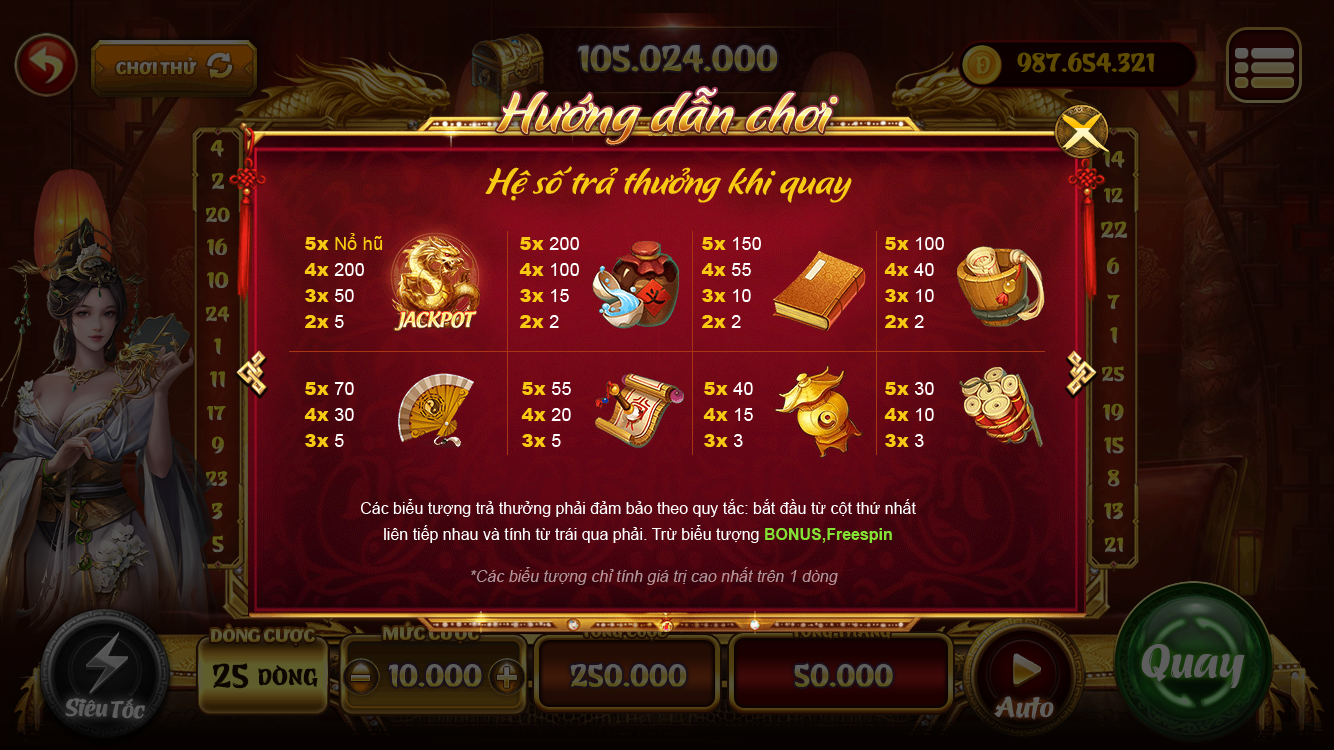 CHƠI THỬ
105.024.000
987.654.321
Hướng dẫn chơi
Hệ số trả thưởng khi quay
5x Nổ hũ
4x 200
3x 50
2x 5
JACKPOT
5x 200
4x 100
3x 15
2x 2
5x 150
4x 55
3x 10
2x 2
5x 100
4x 40
3x 10
2x 2
5x 70
4x 30
3x 5
5x 55
4x 20
3x 5
5x 40
4x 15
3x 3
5x 30
4x 10
3x 3
Các biểu tượng trả thưởng phải đảm bảo theo quy tắc: bắt đầu từ cột thứ nhất
liên tiếp nhau và tính từ trái qua phải. Trừ biểu tượng BONUS,Freespin
*Các biểu tượng chỉ tính giá trị cao nhất trên 1 dòng
4
2
20
16
10
24
1
11
17
9
23
3
5
14
12
22
6
7
1
25
19
15
8
13
21
Siêu Tốc
DÒNG CƯỢC
25 DÒNG
MỨC CƯỢC
10.000
250.000
50.000
Auto
Quay